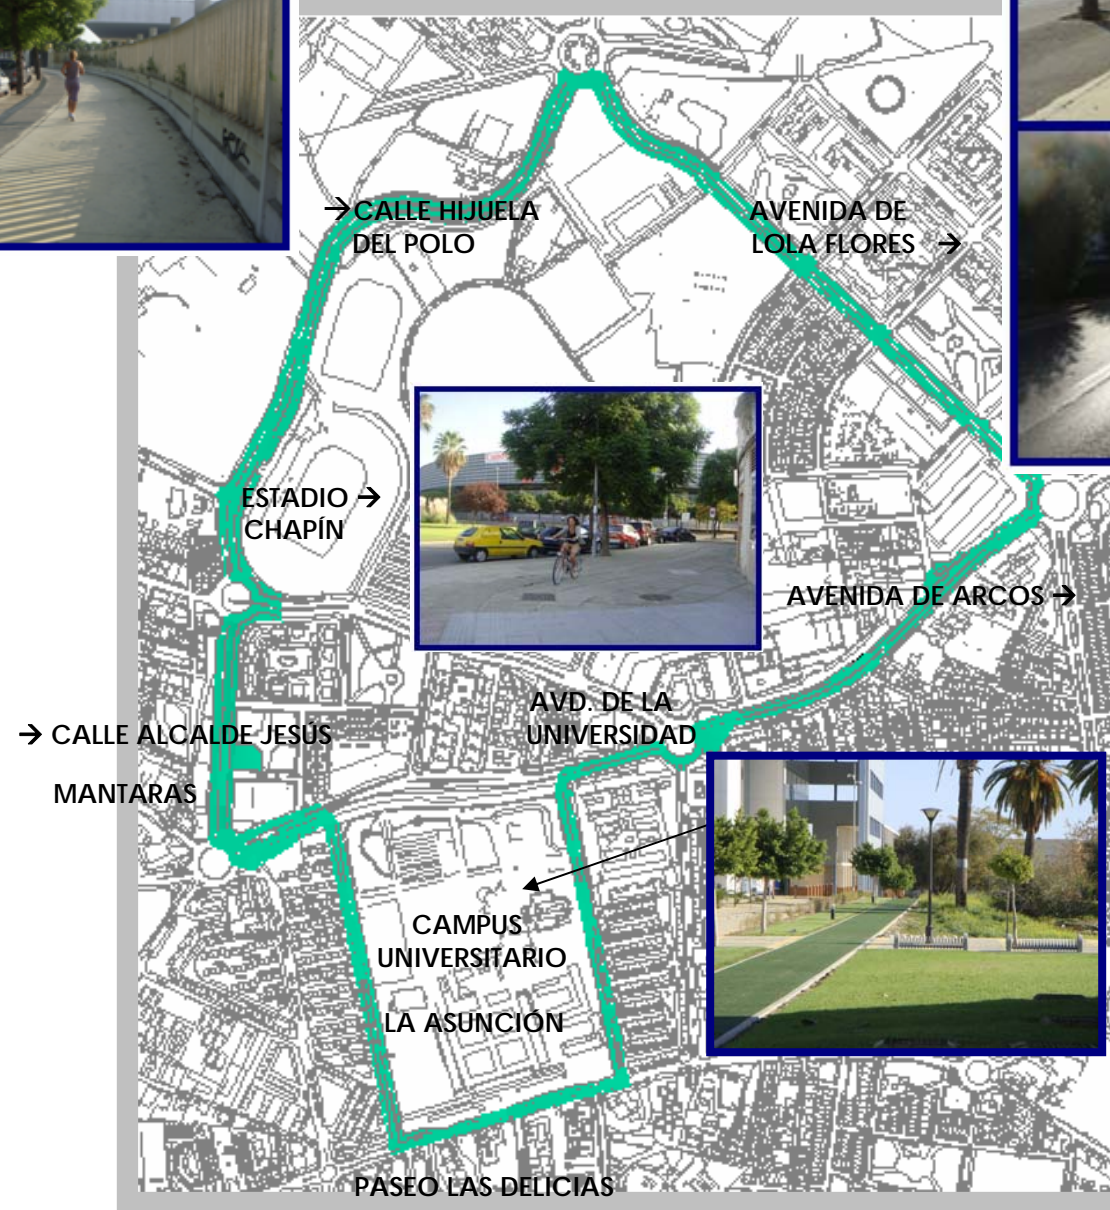 →CALLE HIJUELA
DEL POLO
AVENIDA DE
LOLA FLORES →
ESTADIO →
CHAPÍN
AVENIDA DE ARCOS →
AVD. DE LA
UNIVERSIDAD
→ CALLE ALCALDE JESÚS
MANTARAS
CAMPUS
UNIVERSITARIO
LA ASUNCIÓN
PASEO LAS DELICIAS